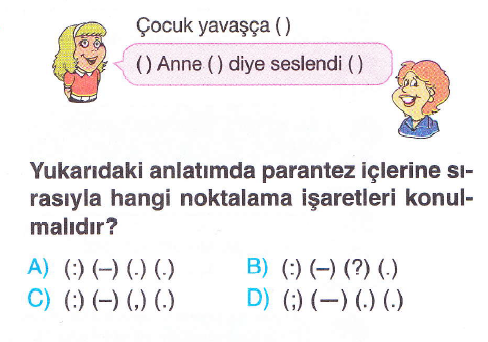 Çocuk yavaşça ( )
( ) Anne ( ) diye seslendi ( )
Yukarıdaki anlatımda parantez içlerine sı-
rasıyla hangi noktalama işaretleri konul-
malıdır?
A) (:) (–) (.) (.) B) (:) (–) (?) (.)
C) (:) (–) (,) (.) D) (;) (—) (.) (.)